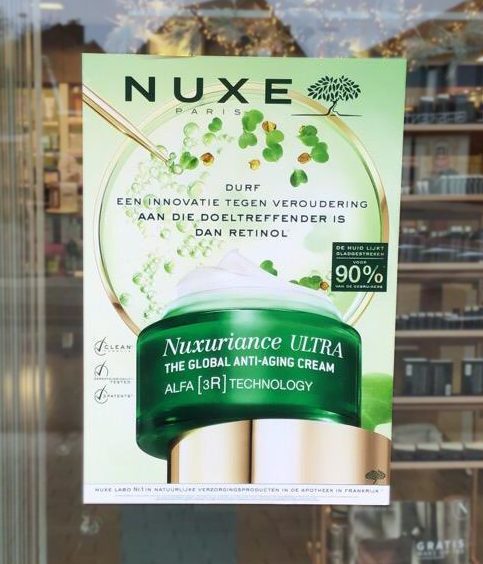 NUXE
PARIS
DURF
EEN INNOVATIE TEGEN VEROUDERING
AAN DIE DOELTREFFENDER IS
DAN RETINOL
DE HUID LIJKT
GLADGESTREKEN
VOOR
90%
VAN DE GEBRUIKERS
Nuxuriance ULTRA
THE GLOBAL ANTI-AGING CREAM
ALFA [3R] TECHNOLOGY
CLEAN
TESTED
NUXE LABO Nr.1 IN NATUURLIJKE VERZORGINGSPRODUCTEN IN DE APOTHEEK IN FRANKRIJK
GRATIS